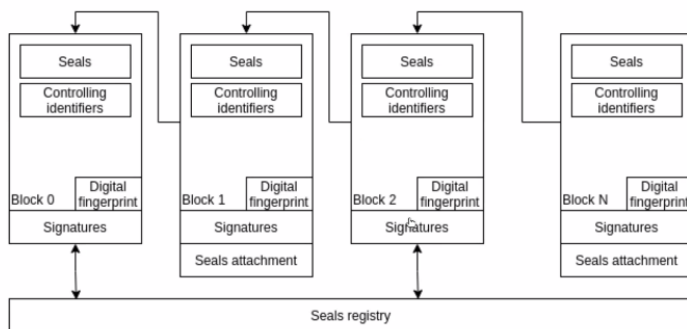 Seals
Controlling
identifiers
Block 0
Digital
fingerprint
Signatures
Seals
Controlling
identifiers
Block 1
Digital
fingerprint
Signatures
Seals attachment
Seals
Controlling
identifiers
Block 2
Digital
fingerprint
Signatures
Seals
Controlling
identifiers
Block N
Digital
fingerprint
Signatures
Seals attachment
Seals registry